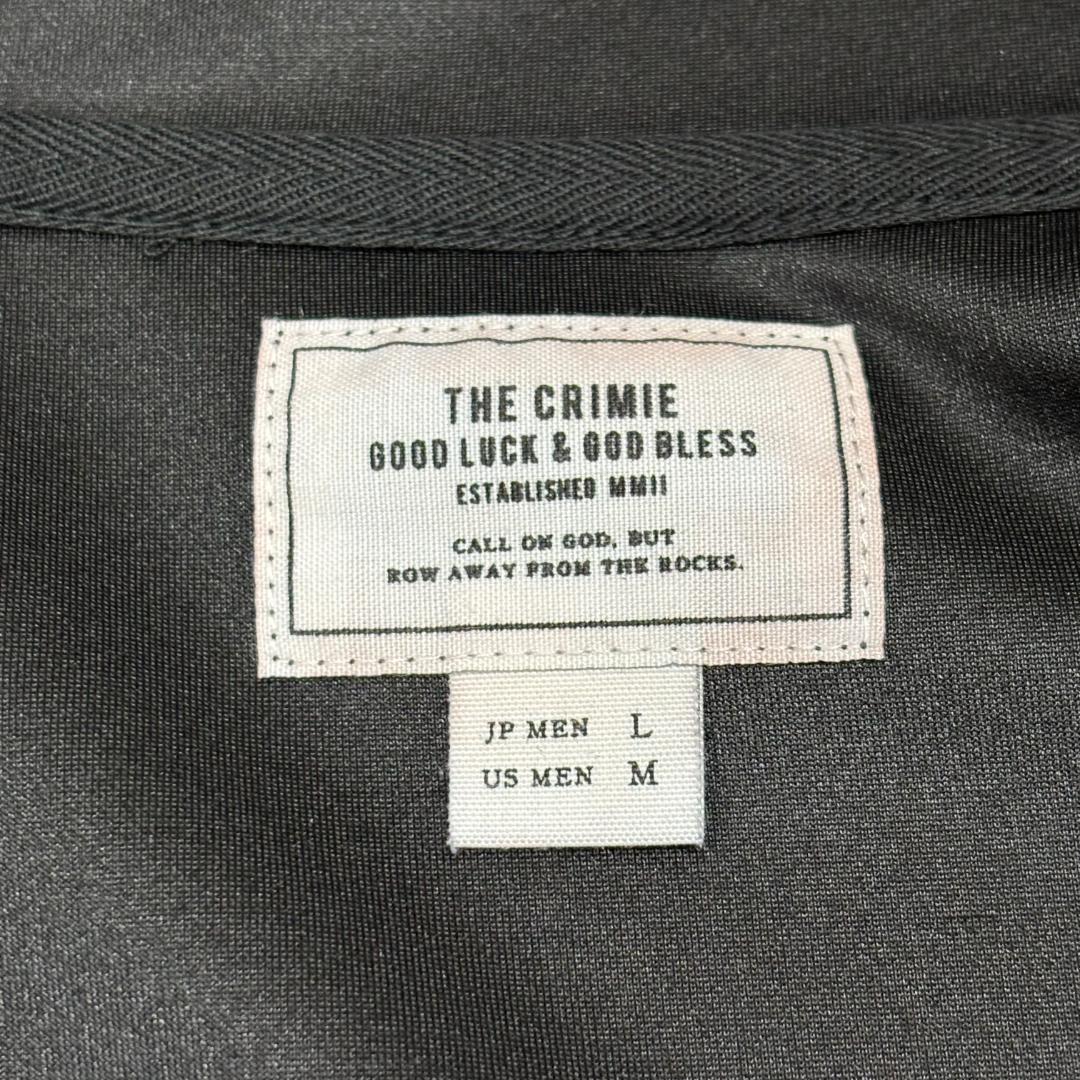 THE CRIMIE
GOOD LUCK & GOD BLESS
ESTABLISHED MMII
CALL ON GOD, BUT
ROW AWAY FROM THE ROCKS.
JP MEN L
US MEN M